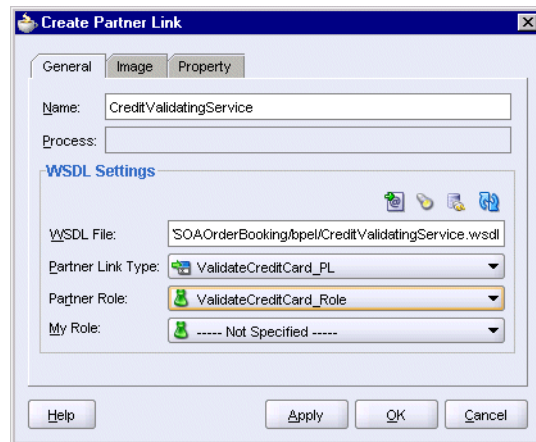 Create Partner Link
General Image Property
Name: CreditValidatingService
Process:
WSDL Settings
WSDL File: 'SOAOrderBooking/bpel/CreditValidatingService.wsdl
Partner Link Type: ValidateCreditCard_PL
Partner Role: ValidateCreditCard_Role
My Role: ----- Not Specified -----
Help Apply OK Cancel